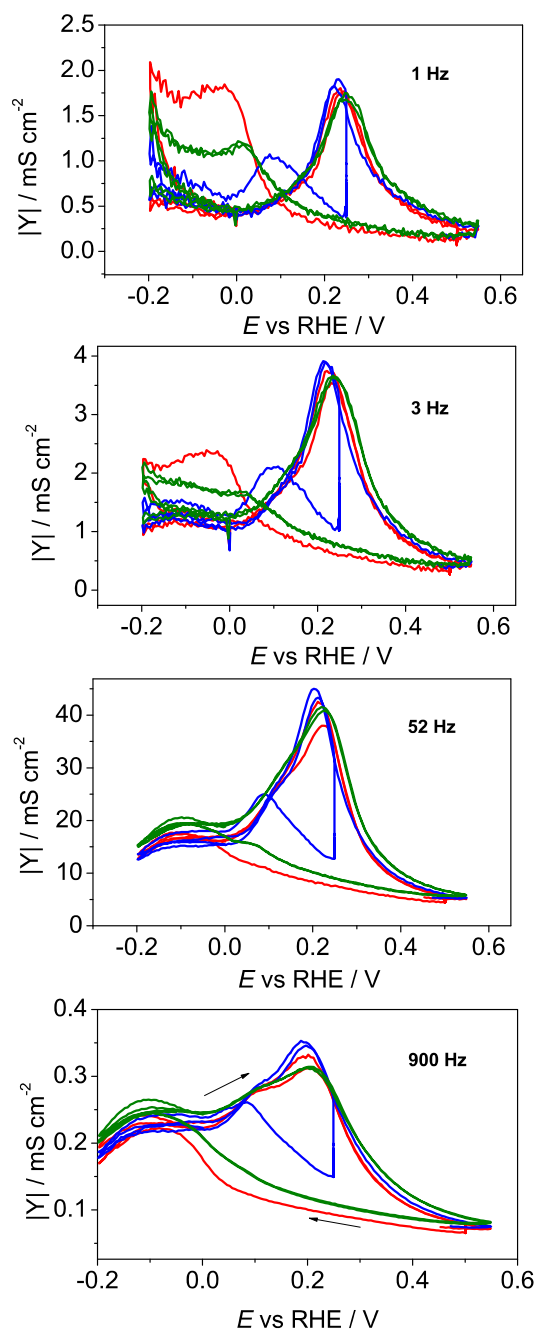 2.5
2.0
1.5
1.0
0.5
0.0
|Y| / mS cm⁻²
1 Hz
-0.2 0.0 0.2 0.4 0.6
E vs RHE / V
4
3
2
1
0
|Y| / mS cm⁻²
3 Hz
-0.2 0.0 0.2 0.4 0.6
E vs RHE / V
40
30
20
10
0
|Y| / mS cm⁻²
52 Hz
-0.2 0.0 0.2 0.4 0.6
E vs RHE / V
0.4
0.3
0.2
0.1
|Y| / mS cm⁻²
900 Hz
-0.2 0.0 0.2 0.4 0.6
E vs RHE / V